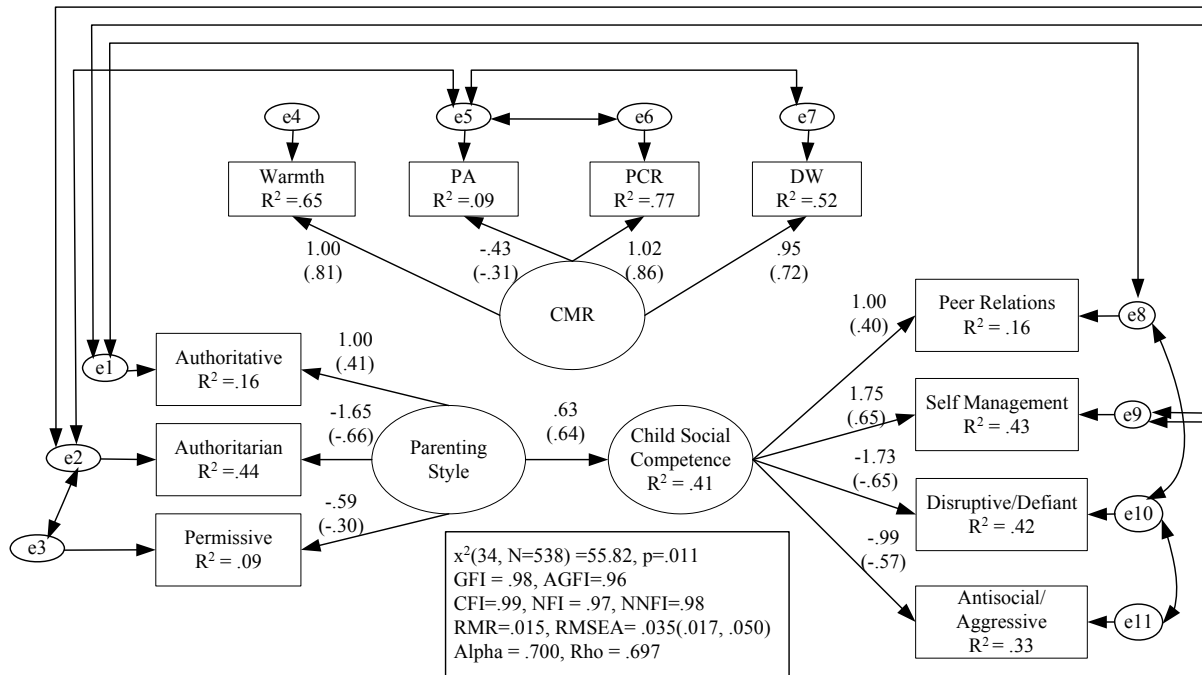 e4
e5
e6
e7
Warmth
R² =.65
PA
R² =.09
PCR
R² =.77
DW
R² =.52
1.00
(.81)
-.43
(-.31)
1.02
(.86)
.95
(.72)
CMR
e1
Authoritative
R² =.16
1.00
(.41)
e2
Authoritarian
R² =.44
-1.65
(-.66)
e3
Permissive
R² = .09
-.59
(-.30)
Parenting
Style
.63
(.64)
Child Social
Competence
R² = .41
1.00
(.40)
Peer Relations
R² = .16
e8
1.75
(.65)
Self Management
R² = .43
e9
-1.73
(-.65)
Disruptive/Defiant
R² = .42
e10
-.99
(-.57)
Antisocial/
Aggressive
R² = .33
e11
x²(34, N=538) =55.82, p=.011
GFI = .98, AGFI=.96
CFI=.99, NFI = .97, NNFI=.98
RMR=.015, RMSEA= .035(.017, .050)
Alpha = .700, Rho = .697